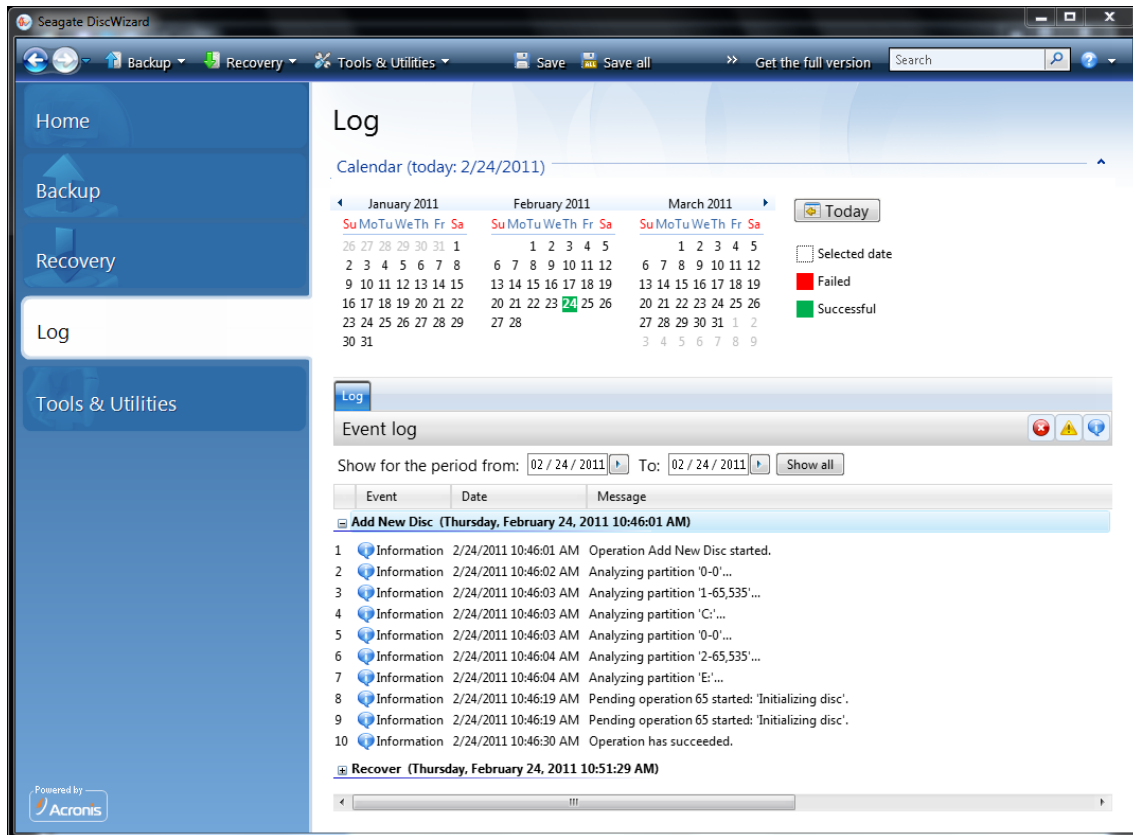 Seagate DiscWizard
Backup Recovery Tools & Utilities Save Save all >> Get the full version Search
Home
Backup
Recovery
Log
Tools & Utilities
Powered by
Acronis
Log
Calendar (today: 2/24/2011)
January 2011 February 2011 March 2011
Su Mo Tu We Th Fr Sa Su Mo Tu We Th Fr Sa Su Mo Tu We Th Fr Sa
26 27 28 29 30 31 1 1 2 3 4 5 1 2 3 4 5
2 3 4 5 6 7 8 6 7 8 9 10 11 12 6 7 8 9 10 11 12
9 10 11 12 13 14 15 13 14 15 16 17 18 19 13 14 15 16 17 18 19
16 17 18 19 20 21 22 20 21 22 23 24 25 26 20 21 22 23 24 25 26
23 24 25 26 27 28 29 27 28 27 28 29 30 31 1 2
30 31 3 4 5 6 7 8 9
Today
Selected date
Failed
Successful
Log
Event log
Show for the period from: 02 / 24 / 2011 To: 02 / 24 / 2011 Show all
Event Date Message
Add New Disc (Thursday, February 24, 2011 10:46:01 AM)
1 Information 2/24/2011 10:46:01 AM Operation Add New Disc started.
2 Information 2/24/2011 10:46:02 AM Analyzing partition '0-0'...
3 Information 2/24/2011 10:46:03 AM Analyzing partition '1-65,535'...
4 Information 2/24/2011 10:46:03 AM Analyzing partition 'C:'...
5 Information 2/24/2011 10:46:03 AM Analyzing partition '0-0'...
6 Information 2/24/2011 10:46:04 AM Analyzing partition '2-65,535'...
7 Information 2/24/2011 10:46:04 AM Analyzing partition 'E:'...
8 Information 2/24/2011 10:46:19 AM Pending operation 65 started: 'Initializing disc'.
9 Information 2/24/2011 10:46:19 AM Pending operation 65 started: 'Initializing disc'.
10 Information 2/24/2011 10:46:30 AM Operation has succeeded.
Recover (Thursday, February 24, 2011 10:51:29 AM)